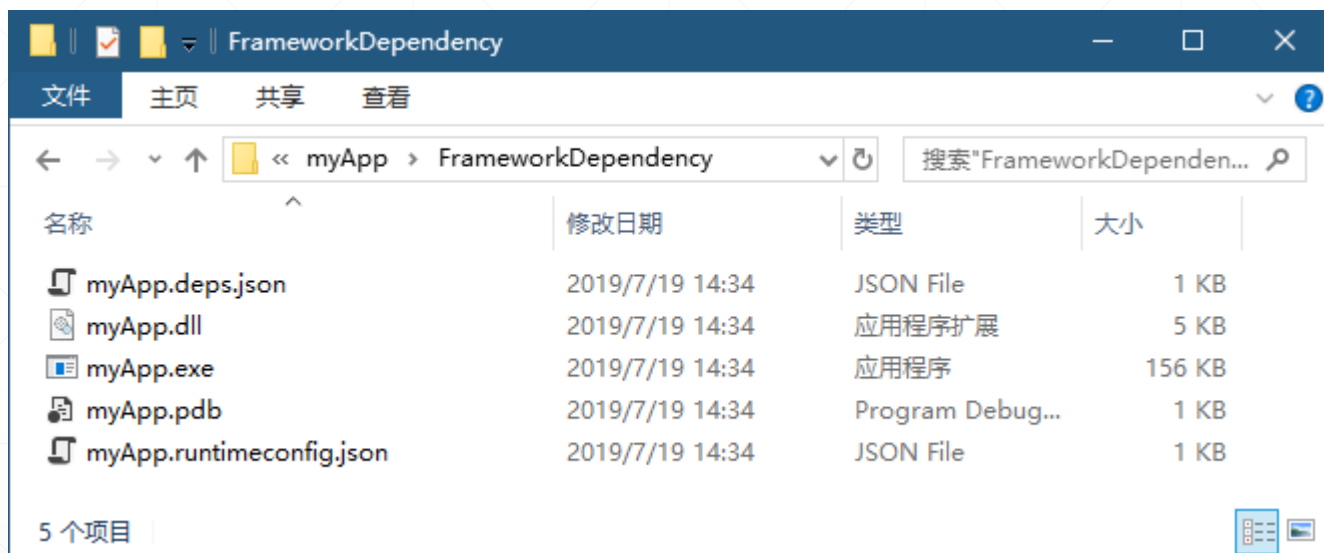 FrameworkDependency
文件 主页 共享 查看
« myApp › FrameworkDependency 搜索"FrameworkDependen...
名称 修改日期 类型 大小
myApp.deps.json 2019/7/19 14:34 JSON File 1 KB
myApp.dll 2019/7/19 14:34 应用程序扩展 5 KB
myApp.exe 2019/7/19 14:34 应用程序 156 KB
myApp.pdb 2019/7/19 14:34 Program Debug... 1 KB
myApp.runtimeconfig.json 2019/7/19 14:34 JSON File 1 KB
5 个项目